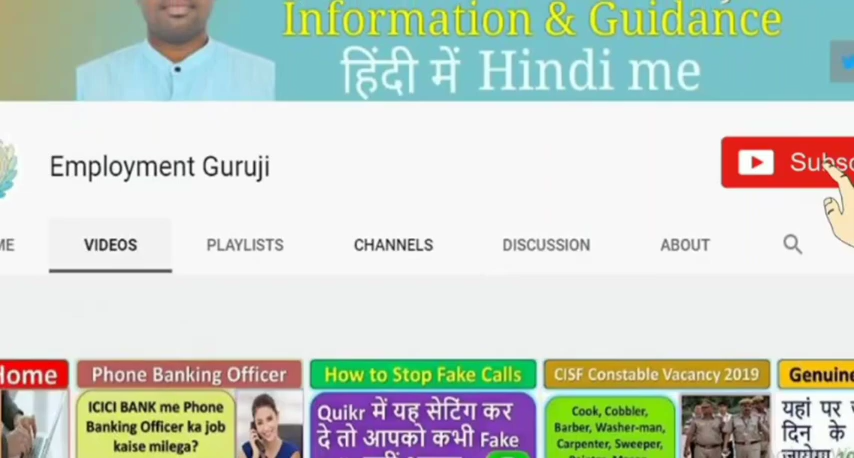 Information & Guidance
हिंदी में Hindi me
Employment Guruji
VIDEOS
PLAYLISTS
CHANNELS
DISCUSSION
ABOUT
Phone Banking Officer
How to Stop Fake Calls
CISF Constable Vacancy 2019
Genuine
ICICI BANK me Phone
Banking Officer ka job
kaise milega?
Quikr में यह सेटिंग कर
दे तो आपको कभी Fake
Cook, Cobbler,
Barber, Washer-man,
Carpenter, Sweeper,
यहां पर
दिन के